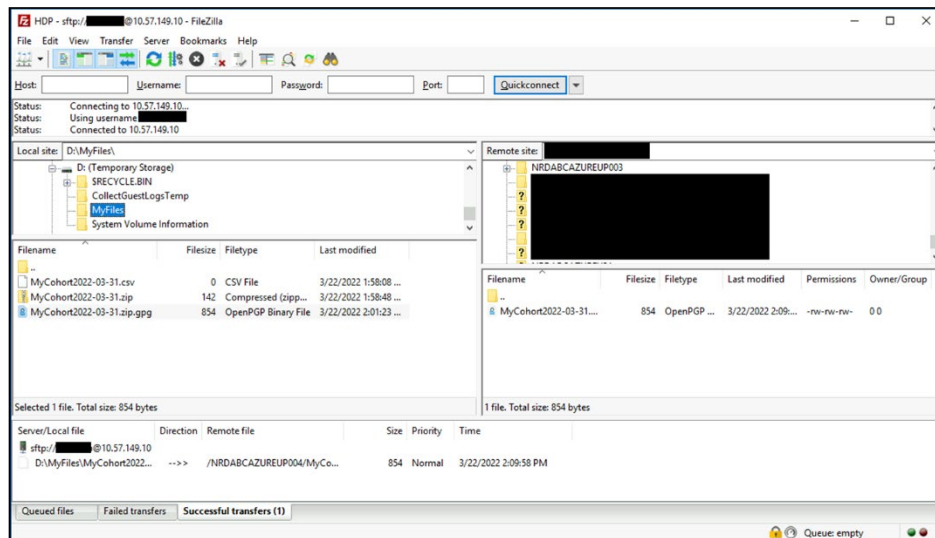 HDP - sftp://@10.57.149.10 - FileZilla
File Edit View Transfer Server Bookmarks Help
Host: Username: Password: Port: Quickconnect
Status: Connecting to 10.57.149.10...
Status: Using username
Status: Connected to 10.57.149.10
Local site: D:\MyFiles\
D: (Temporary Storage)
$RECYCLE.BIN
CollectGuestLogsTemp
MyFiles
System Volume Information
Remote site:
NRDABCAZUREUP003
?
?
?
?
Filename Filesize Filetype Last modified
..
MyCohort2022-03-31.csv 0 CSV File 3/22/2022 1:58:08 ...
MyCohort2022-03-31.zip 142 Compressed (zipp... 3/22/2022 1:58:48 ...
MyCohort2022-03-31.zip.gpg 854 OpenPGP Binary File 3/22/2022 2:01:23 ...
Selected 1 file. Total size: 854 bytes
Filename Filesize Filetype Last modified Permissions Owner/Group
..
MyCohort2022-03-31.... 854 OpenPGP ... 3/22/2022 2:09:... -rw-rw-rw- 0 0
1 file. Total size: 854 bytes
Server/Local file Direction Remote file Size Priority Time
sftp://@10.57.149.10
D:\MyFiles\MyCohort2022... -->> /NRDABCAZUREUP004/MyCo... 854 Normal 3/22/2022 2:09:58 PM
Queued files Failed transfers Successful transfers (1)
Queue: empty